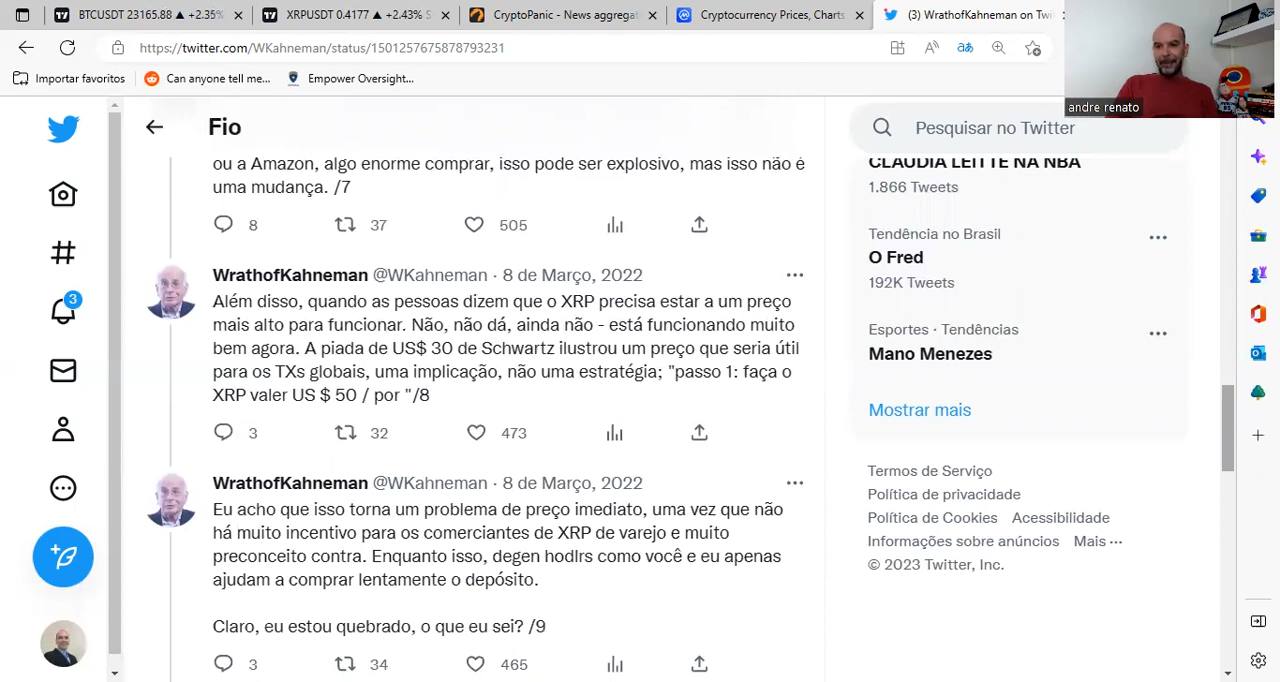 BTCUSDT 23165.88 ▲ +2.35%
XRPUSDT 0.4177 ▲ +2.43% S
CryptoPanic - News aggregat
Cryptocurrency Prices, Charts
(3) WrathofKahneman on Twi
https://twitter.com/WKahneman/status/1501257675878793231
Importar favoritos
Can anyone tell me...
Empower Oversight...
andre renato
Fio
ou a Amazon, algo enorme comprar, isso pode ser explosivo, mas isso não é
uma mudança. /7
8 37 505
WrathofKahneman @WKahneman · 8 de Março, 2022
Além disso, quando as pessoas dizem que o XRP precisa estar a um preço
mais alto para funcionar. Não, não dá, ainda não - está funcionando muito
bem agora. A piada de US$ 30 de Schwartz ilustrou um preço que seria útil
para os TXs globais, uma implicação, não uma estratégia; "passo 1: faça o
XRP valer US $ 50 / por "/8
3 32 473
WrathofKahneman @WKahneman · 8 de Março, 2022
Eu acho que isso torna um problema de preço imediato, uma vez que não
há muito incentivo para os comerciantes de XRP de varejo e muito
preconceito contra. Enquanto isso, degen hodlrs como você e eu apenas
ajudam a comprar lentamente o depósito.
Claro, eu estou quebrado, o que eu sei? /9
3 34 465
3
Pesquisar no Twitter
CLAUDIA LEITTE NA NBA
1.866 Tweets
Tendência no Brasil
O Fred
192K Tweets
Esportes · Tendências
Mano Menezes
Mostrar mais
Termos de Serviço
Política de privacidade
Política de Cookies Acessibilidade
Informações sobre anúncios Mais ···
© 2023 Twitter, Inc.